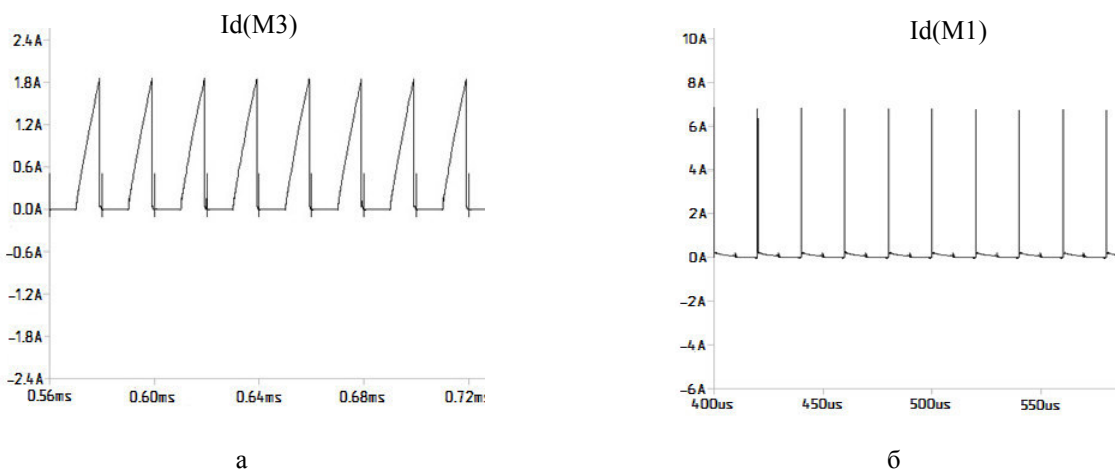 Id(M3)
2.4A
1.8A
1.2A
0.6A
0.0A
-0.6A
-1.2A
-1.8A
-2.4A
0.56ms
0.60ms
0.64ms
0.68ms
0.72ms
а
Id(M1)
10A
8A
6A
4A
2A
0A
-2A
-4A
-6A
400us
450us
500us
550us
б